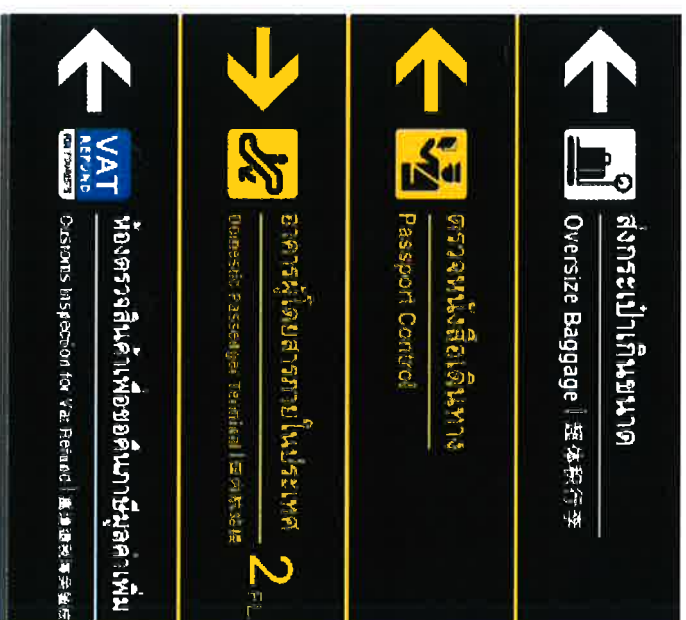 ส่งกระเป๋าเกินขนาด
Oversize Baggage | 超体积行李
ตรวจหนังสือเดินทาง
Passport Control
อาคารผู้โดยสารภายในประเทศ
Domestic Passenger Terminal
2 FL
VAT
REFUND
FOR TOURISTS
ห้องตรวจสินค้าเพื่อขอคืนภาษีมูลค่าเพิ่ม
Customs Inspection for Vat Refund